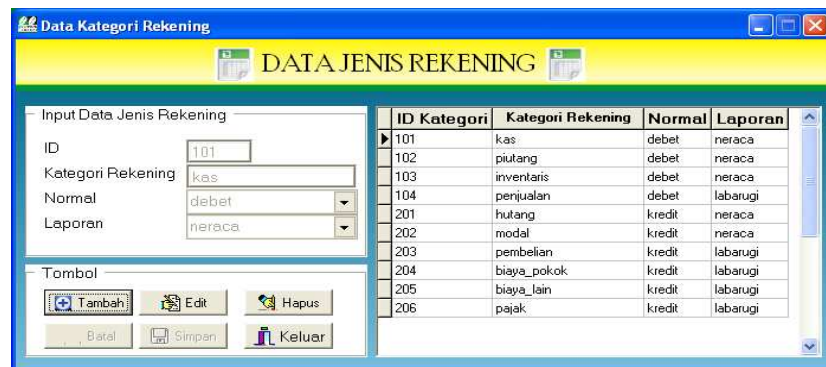 Data Kategori Rekening
DATA JENIS REKENING
Input Data Jenis Rekening
ID 101
Kategori Rekening kas
Normal debet
Laporan neraca
Tombol
Tambah Edit Hapus
Batal Simpan Keluar
ID Kategori Kategori Rekening Normal Laporan
101 kas debet neraca
102 piutang debet neraca
103 inventaris debet neraca
104 penjualan debet labarugi
201 hutang kredit neraca
202 modal kredit neraca
203 pembelian kredit labarugi
204 biaya_pokok kredit labarugi
205 biaya_lain kredit labarugi
206 pajak kredit labarugi